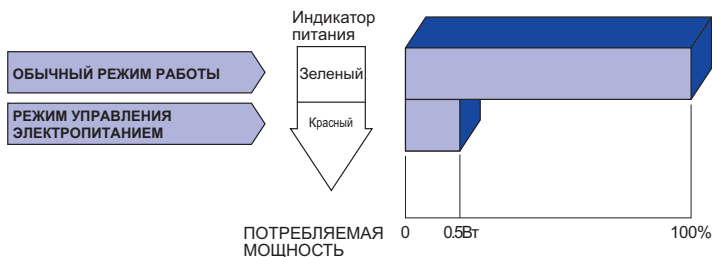 Индикатор
питания
ОБЫЧНЫЙ РЕЖИМ РАБОТЫ
Зеленый
РЕЖИМ УПРАВЛЕНИЯ
ЭЛЕКТРОПИТАНИЕМ
Красный
ПОТРЕБЛЯЕМАЯ
МОЩНОСТЬ
0 0.5Вт 100%